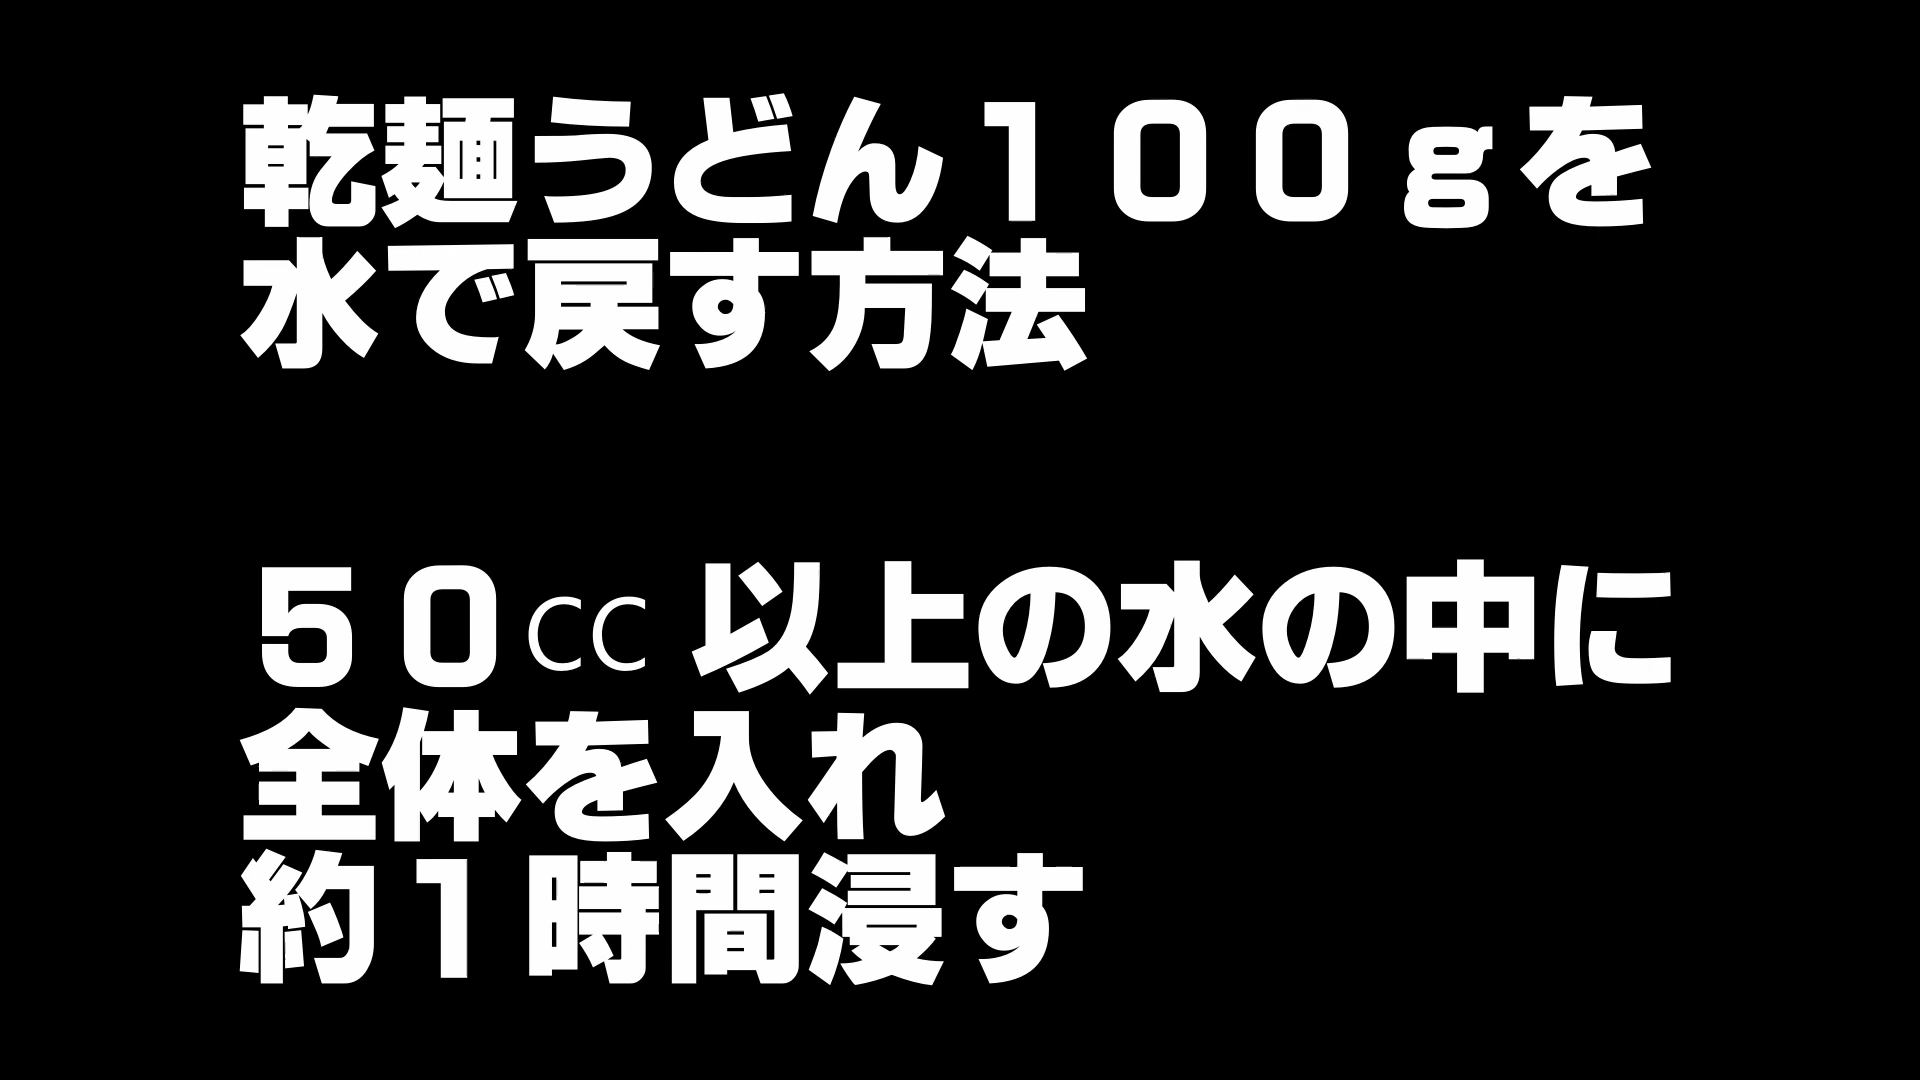 乾麺うどん１００ｇを
水で戻す方法
５０cc 以上の水の中に
全体を入れ
約１時間浸す